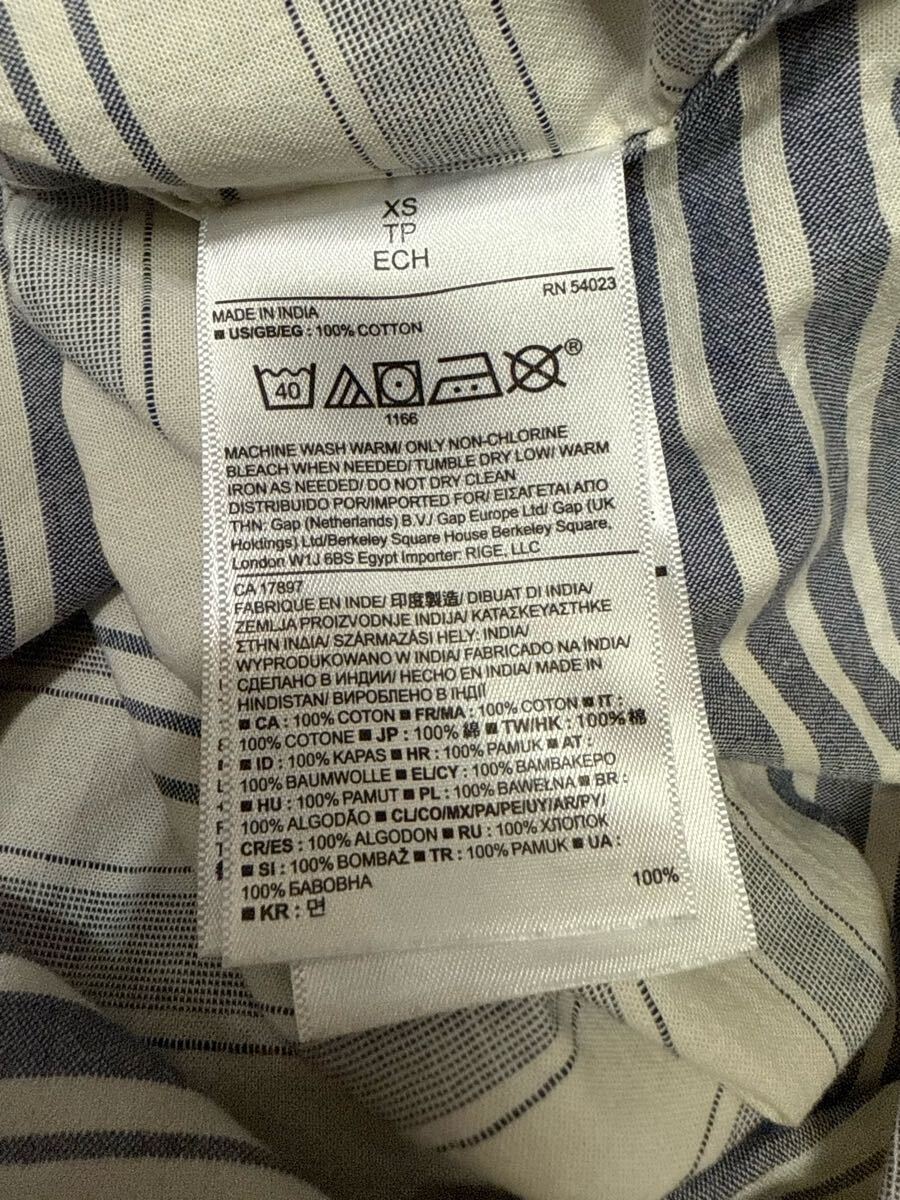 XS
TP
ECH
RN 54023
MADE IN INDIA
■ US/GB/EG : 100% COTTON
40
®
1166
MACHINE WASH WARM/ ONLY NON-CHLORINE
BLEACH WHEN NEEDED/ TUMBLE DRY LOW/ WARM
IRON AS NEEDED/ DO NOT DRY CLEAN
DISTRIBUIDO POR/IMPORTED FOR/ ΕΙΣΑΓΕΤΑΙ ΑΠΟ
ΤΗΝ: Gap (Netherlands) B.V./ Gap Europe Ltd/ Gap (UK
Holdings) Ltd/Berkeley Square House Berkeley Square,
London W1J 6BS Egypt Importer: RIGE, LLC
CA 17897
FABRIQUE EN INDE/ 印度製造/ DIBUAT DI INDIA/
ZEMLJA PROIZVODNJE INDIJA/ ΚΑΤΑΣΚΕΥΑΣΤΗΚΕ
ΣΤΗΝ ΙΝΔΙΑ/ SZÁRMAZÁSI HELY: INDIA/
WYPRODUKOWANO W INDIA/ FABRICADO NA ÍNDIA/
СДЕЛАНО В ИНДИИ/ HECHO EN INDIA/ MADE IN
HINDISTAN/ ВИРОБЛЕНО В ІНДІЇ
■ CA : 100% COTON ■ FR/MA : 100% COTON ■ IT :
100% COTONE ■ JP : 100% 綿 ■ TW/HK : 100% 棉
■ ID : 100% KAPAS ■ HR : 100% PAMUK ■ AT :
100% BAUMWOLLE ■ EL/CY : 100% ΒΑΜΒΑΚΕΡΟ
■ HU : 100% PAMUT ■ PL : 100% BAWEŁNA ■ BR :
100% ALGODÃO ■ CL/CO/MX/PA/PE/UY/AR/PY/
CR/ES : 100% ALGODON ■ RU : 100% ХЛОПОК
■ SI : 100% BOMBAŽ ■ TR : 100% PAMUK ■ UA :
100% БАВОВНА
■ KR : 면 100%